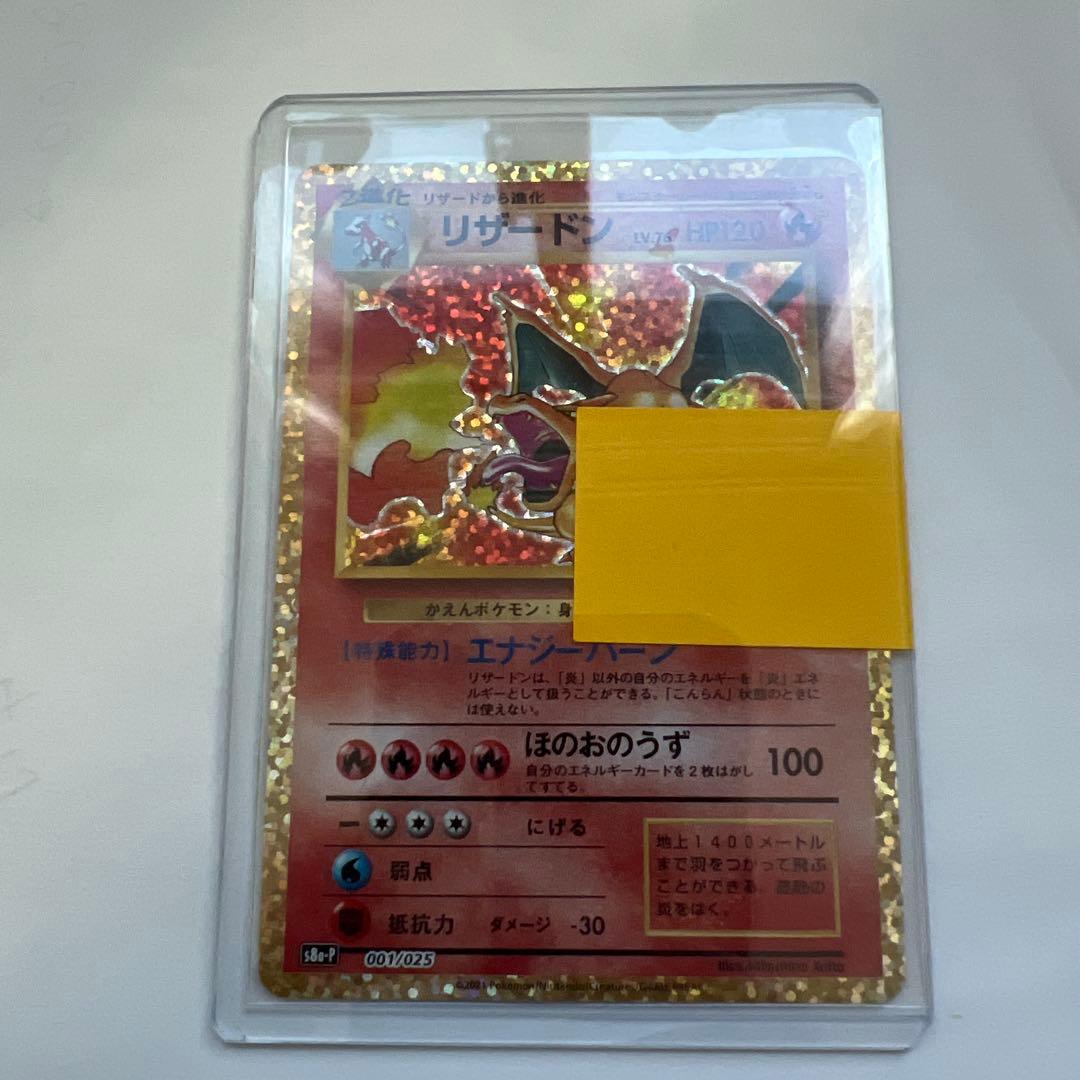 2進化 リザードから進化
リザードン LV.76 HP120
かえんポケモン：身
【特殊能力】 エナジーバーン
リザードンは、「炎」以外の自分のエネルギーを「炎」エネ
ルギーとして扱うことができる。「こんらん」状態のときに
は使えない。
ほのおのうず 100
自分のエネルギーカードを2枚はがし
てすてる。
ー にげる
弱点
抵抗力 ダメージ -30
地上1400メートル
まで羽をつかって飛ぶ
ことができる。高熱の
炎をはく。
s8a-P 001/025
©2021 Pokémon/Nintendo/Creatures/GAME FREAK